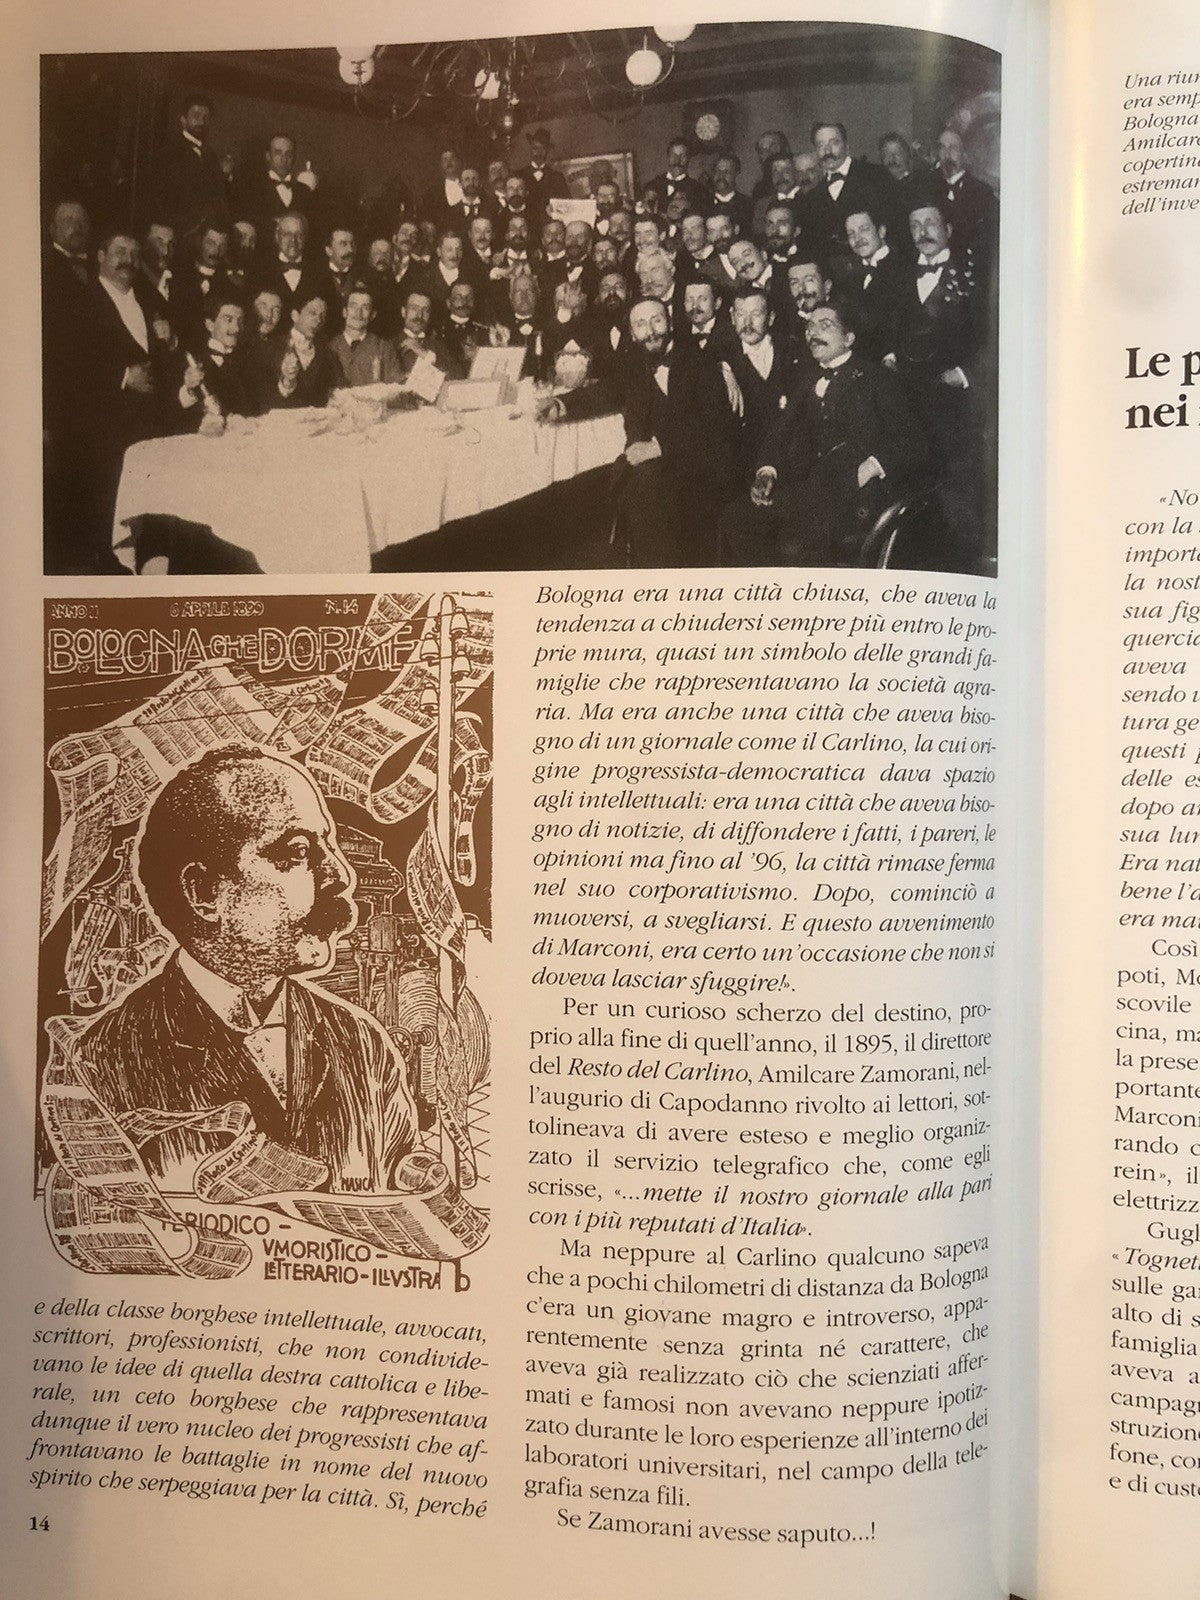 ANNO II 6 APRILE 1899 N. 14
BOLOGNA CHE DORME
NASICA
PERIODICO -
VMORISTICO -
LETTERARIO - ILLVSTRA
e della classe borghese intellettuale, avvocati,
scrittori, professionisti, che non condivide-
vano le idee di quella destra cattolica e libe-
rale, un ceto borghese che rappresentava
dunque il vero nucleo dei progressisti che af-
frontavano le battaglie in nome del nuovo
spirito che serpeggiava per la città. Sì, perché
14
Bologna era una città chiusa, che aveva la
tendenza a chiudersi sempre più entro le pro-
prie mura, quasi un simbolo delle grandi fa-
miglie che rappresentavano la società agra-
ria. Ma era anche una città che aveva biso-
gno di un giornale come il Carlino, la cui ori-
gine progressista-democratica dava spazio
agli intellettuali: era una città che aveva biso-
gno di notizie, di diffondere i fatti, i pareri, le
opinioni ma fino al '96, la città rimase ferma
nel suo corporativismo. Dopo, cominciò a
muoversi, a svegliarsi. E questo avvenimento
di Marconi, era certo un'occasione che non si
doveva lasciar sfuggire!».
Per un curioso scherzo del destino, pro-
prio alla fine di quell'anno, il 1895, il direttore
del Resto del Carlino, Amilcare Zamorani, nel-
l'augurio di Capodanno rivolto ai lettori, sot-
tolineava di avere esteso e meglio organiz-
zato il servizio telegrafico che, come egli
scrisse, «...mette il nostro giornale alla pari
con i più reputati d'Italia».
Ma neppure al Carlino qualcuno sapeva
che a pochi chilometri di distanza da Bologna
c'era un giovane magro e introverso, appa-
rentemente senza grinta né carattere, che
aveva già realizzato ciò che scienziati affer-
mati e famosi non avevano neppure ipotiz-
zato durante le loro esperienze all'interno dei
laboratori universitari, nel campo della tele-
grafia senza fili.
Se Zamorani avesse saputo...!
Una riun
era semp
Bologna
Amilcare
copertina
estreman
dell'inve
Le p
nei
«No
con la
importa
la nost
sua fig
quercia
aveva
sendo u
tura ge
questi p
delle es
dopo an
sua lun
Era nat
bene l'a
era mar
Così
poti, Mo
scovile
cina, ma
la prese
portante
Marconi
rando c
rein», il
elettrizz
Gugl
«Tognet
sulle ga
alto di s
famiglia
aveva a
campagn
struzion
fone, con
e di custo